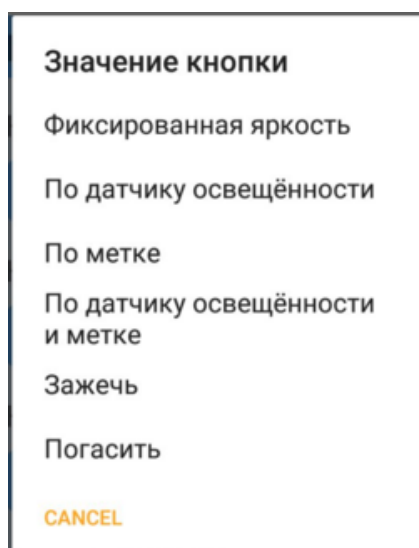 Значение кнопки
Фиксированная яркость
По датчику освещённости
По метке
По датчику освещённости
и метке
Зажечь
Погасить
CANCEL